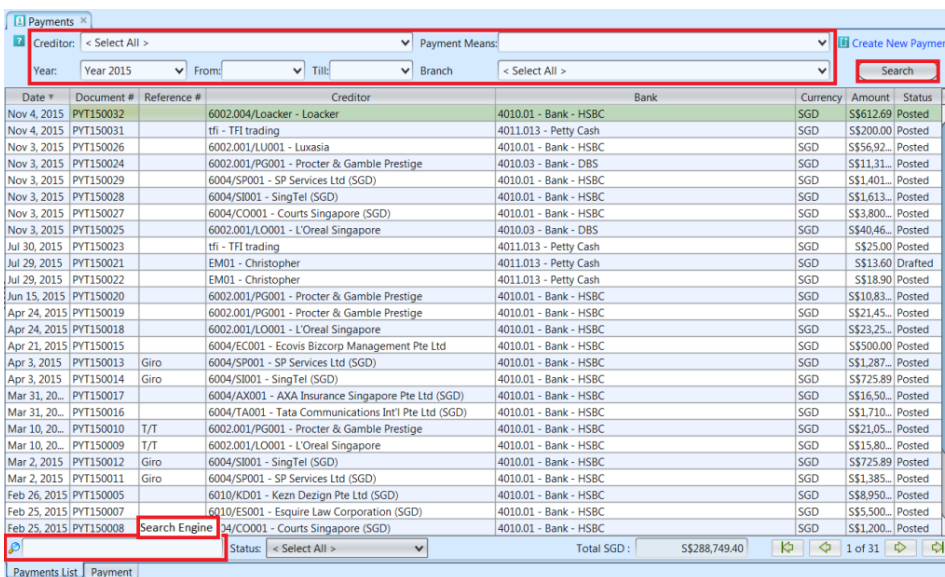 Payments ×
? Creditor: < Select All > Payment Means: Create New Paymen
Year: Year 2015 From: Till: Branch < Select All > Search
Date Document # Reference # Creditor Bank Currency Amount Status
Nov 4, 2015 PYT150032 6002.004/Loacker - Loacker 4010.01 - Bank - HSBC SGD S$612.69 Posted
Nov 4, 2015 PYT150031 tfi - TFI trading 4011.013 - Petty Cash SGD S$200.00 Posted
Nov 3, 2015 PYT150026 6002.001/LU001 - Luxasia 4010.01 - Bank - HSBC SGD S$56,92... Posted
Nov 3, 2015 PYT150024 6002.001/PG001 - Procter & Gamble Prestige 4010.03 - Bank - DBS SGD S$11,31... Posted
Nov 3, 2015 PYT150029 6004/SP001 - SP Services Ltd (SGD) 4010.01 - Bank - HSBC SGD S$1,401... Posted
Nov 3, 2015 PYT150028 6004/SI001 - SingTel (SGD) 4010.01 - Bank - HSBC SGD S$1,613... Posted
Nov 3, 2015 PYT150027 6004/CO001 - Courts Singapore (SGD) 4010.01 - Bank - HSBC SGD S$3,800... Posted
Nov 3, 2015 PYT150025 6002.001/LO001 - L'Oreal Singapore 4010.03 - Bank - DBS SGD S$40,46... Posted
Jul 30, 2015 PYT150023 tfi - TFI trading 4011.013 - Petty Cash SGD S$25.00 Posted
Jul 29, 2015 PYT150021 EM01 - Christopher 4011.013 - Petty Cash SGD S$13.60 Drafted
Jul 29, 2015 PYT150022 EM01 - Christopher 4011.013 - Petty Cash SGD S$18.90 Posted
Jun 15, 2015 PYT150020 6002.001/PG001 - Procter & Gamble Prestige 4010.01 - Bank - HSBC SGD S$10,83... Posted
Apr 24, 2015 PYT150019 6002.001/PG001 - Procter & Gamble Prestige 4010.01 - Bank - HSBC SGD S$21,45... Posted
Apr 24, 2015 PYT150018 6002.001/LO001 - L'Oreal Singapore 4010.01 - Bank - HSBC SGD S$23,25... Posted
Apr 21, 2015 PYT150015 6004/EC001 - Ecovis Bizcorp Management Pte Ltd 4010.01 - Bank - HSBC SGD S$500.00 Posted
Apr 3, 2015 PYT150013 Giro 6004/SP001 - SP Services Ltd (SGD) 4010.01 - Bank - HSBC SGD S$1,287... Posted
Apr 3, 2015 PYT150014 Giro 6004/SI001 - SingTel (SGD) 4010.01 - Bank - HSBC SGD S$725.89 Posted
Mar 31, 20... PYT150017 6004/AX001 - AXA Insurance Singapore Pte Ltd (SGD) 4010.01 - Bank - HSBC SGD S$16,50... Posted
Mar 31, 20... PYT150016 6004/TA001 - Tata Communications Int'l Pte Ltd (SGD) 4010.01 - Bank - HSBC SGD S$1,710... Posted
Mar 10, 20... PYT150010 T/T 6002.001/PG001 - Procter & Gamble Prestige 4010.01 - Bank - HSBC SGD S$21,05... Posted
Mar 10, 20... PYT150009 T/T 6002.001/LO001 - L'Oreal Singapore 4010.01 - Bank - HSBC SGD S$15,80... Posted
Mar 2, 2015 PYT150012 Giro 6004/SI001 - SingTel (SGD) 4010.01 - Bank - HSBC SGD S$725.89 Posted
Mar 2, 2015 PYT150011 Giro 6004/SP001 - SP Services Ltd (SGD) 4010.01 - Bank - HSBC SGD S$1,385... Posted
Feb 26, 2015 PYT150005 6010/KD01 - Kezn Dezign Pte Ltd (SGD) 4010.01 - Bank - HSBC SGD S$8,950... Posted
Feb 25, 2015 PYT150007 6010/ES001 - Esquire Law Corporation (SGD) 4010.01 - Bank - HSBC SGD S$5,500... Posted
Feb 25, 2015 PYT150008 Search Engine 04/CO001 - Courts Singapore (SGD) 4010.01 - Bank - HSBC SGD S$1,200... Posted
Status: < Select All > Total SGD : S$288,749.40 1 of 31
Payments List Payment